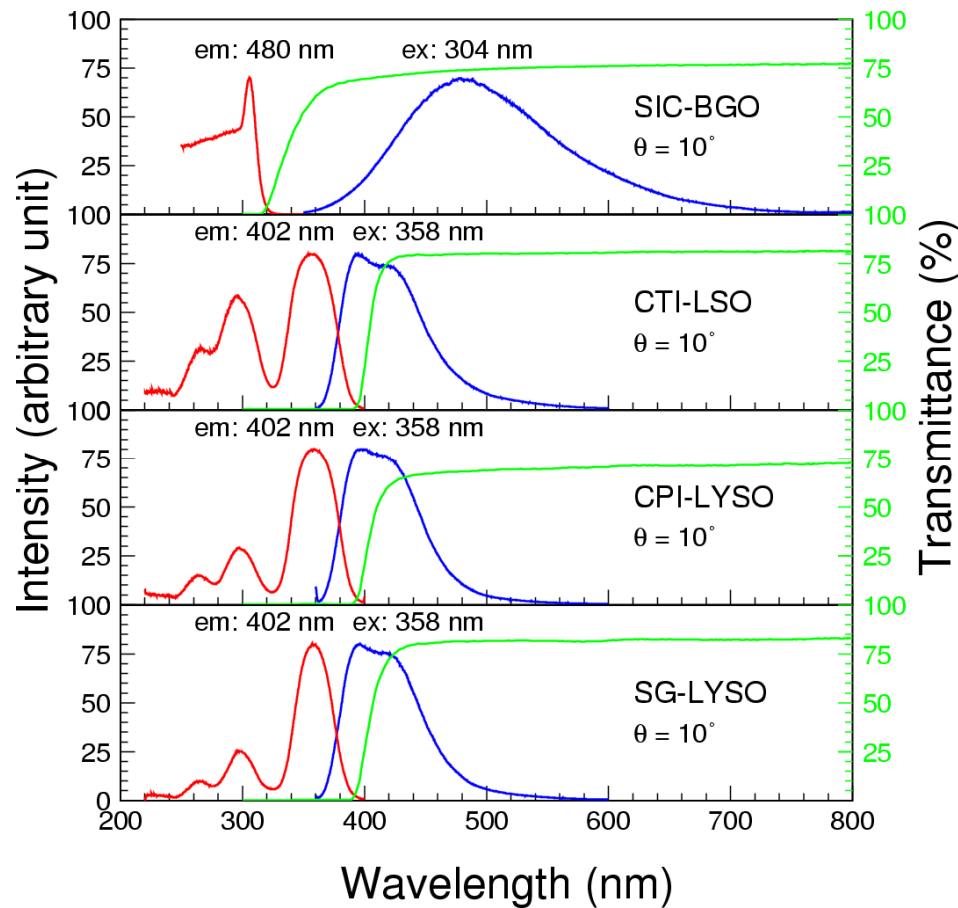 100
75
50
25
100
75
50
25
em: 480 nm
ex: 304 nm
SIC-BGO
θ = 10°
100
75
50
25
100
75
50
25
em: 402 nm
ex: 358 nm
CTI-LSO
θ = 10°
100
75
50
25
100
75
50
25
em: 402 nm
ex: 358 nm
CPI-LYSO
θ = 10°
100
75
50
25
0
100
75
50
25
0
em: 402 nm
ex: 358 nm
SG-LYSO
θ = 10°
200
300
400
500
600
700
800
Wavelength (nm)
Intensity (arbitrary unit)
Transmittance (%)